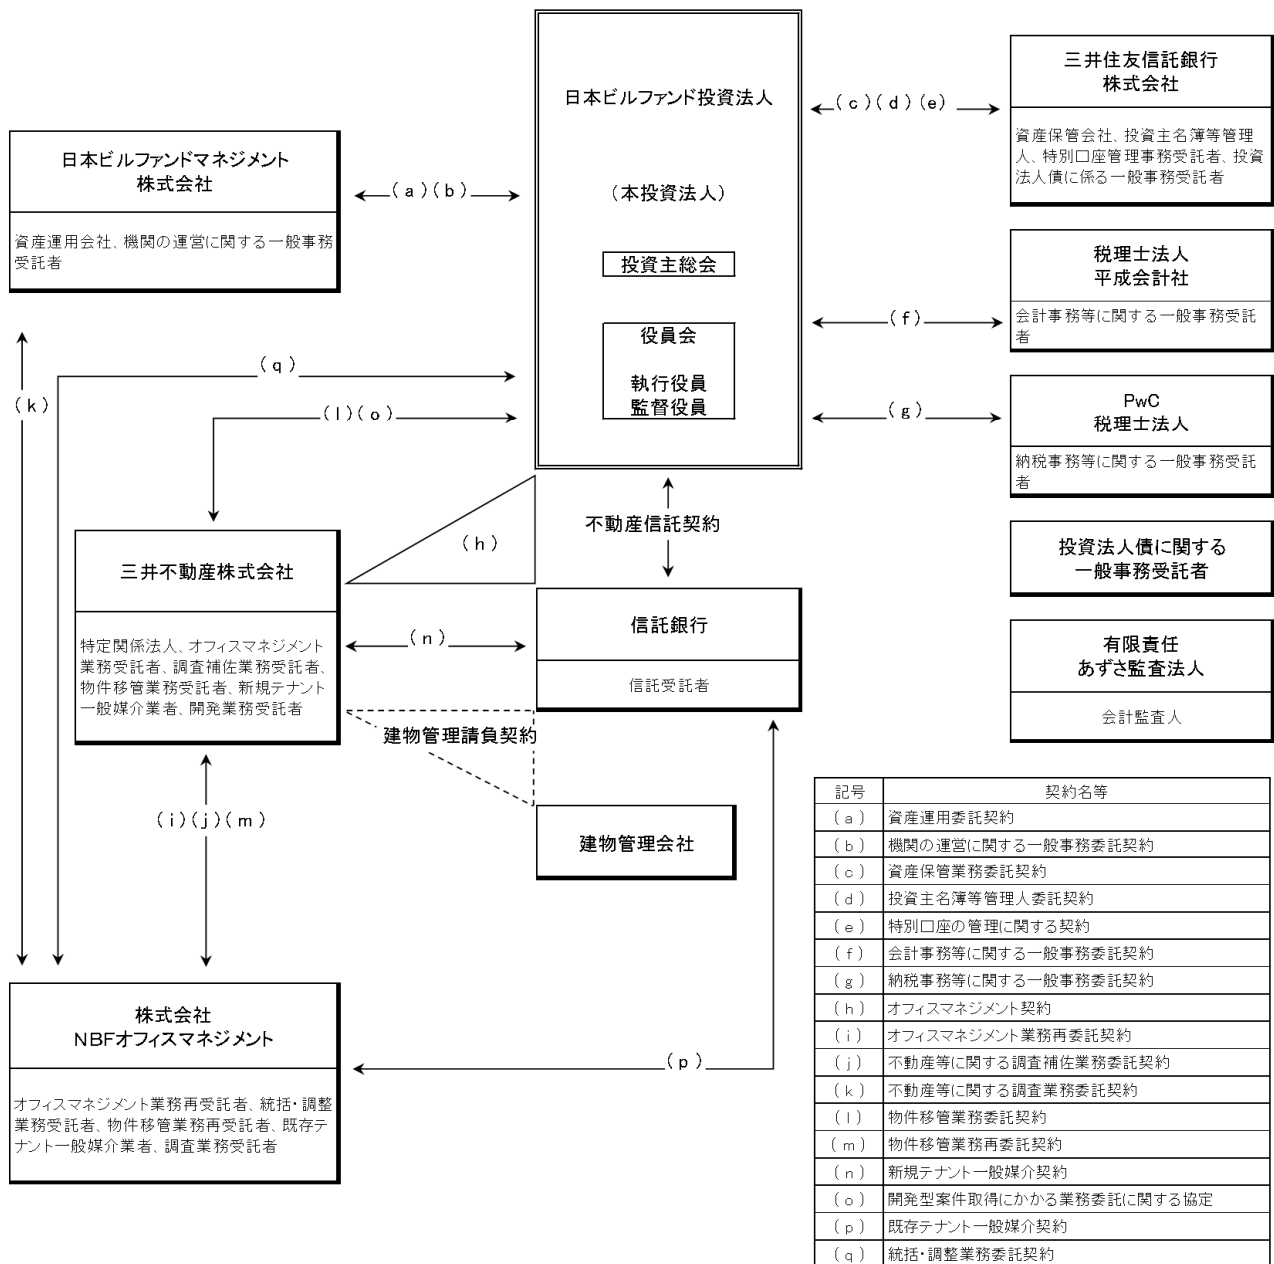 日本ビルファンド投資法人
(本投資法人)
投資主総会
役員会
執行役員
監督役員
日本ビルファンドマネジメント
株式会社
資産運用会社、機関の運営に関する一般事務
受託者
(a)(b)
(c)(d)(e)
三井住友信託銀行
株式会社
資産保管会社、投資主名簿等管理
人、特別口座管理事務受託者、投資
法人債に係る一般事務受託者
税理士法人
平成会計社
会計事務等に関する一般事務受託
者
(f)
PwC
税理士法人
納税事務等に関する一般事務受託
者
(g)
投資法人債に関する
一般事務受託者
有限責任
あずさ監査法人
会計監査人
(k)
(q)
(l)(o)
(h)
不動産信託契約
三井不動産株式会社
特定関係法人、オフィスマネジメント
業務受託者、調査補佐業務受託者、
物件移管業務受託者、新規テナント
一般媒介業者、開発業務受託者
(n)
信託銀行
信託受託者
建物管理請負契約
建物管理会社
(i)(j)(m)
株式会社
NBFオフィスマネジメント
オフィスマネジメント業務再受託者、統括・調整
業務受託者、物件移管業務再受託者、既存テ
ナント一般媒介業者、調査業務受託者
(p)
記号 契約名等
(a) 資産運用委託契約
(b) 機関の運営に関する一般事務委託契約
(c) 資産保管業務委託契約
(d) 投資主名簿等管理人委託契約
(e) 特別口座の管理に関する契約
(f) 会計事務等に関する一般事務委託契約
(g) 納税事務等に関する一般事務委託契約
(h) オフィスマネジメント契約
(i) オフィスマネジメント業務再委託契約
(j) 不動産等に関する調査補佐業務委託契約
(k) 不動産等に関する調査業務委託契約
(l) 物件移管業務委託契約
(m) 物件移管業務再委託契約
(n) 新規テナント一般媒介契約
(o) 開発型案件取得にかかる業務委託に関する協定
(p) 既存テナント一般媒介契約
(q) 統括・調整業務委託契約